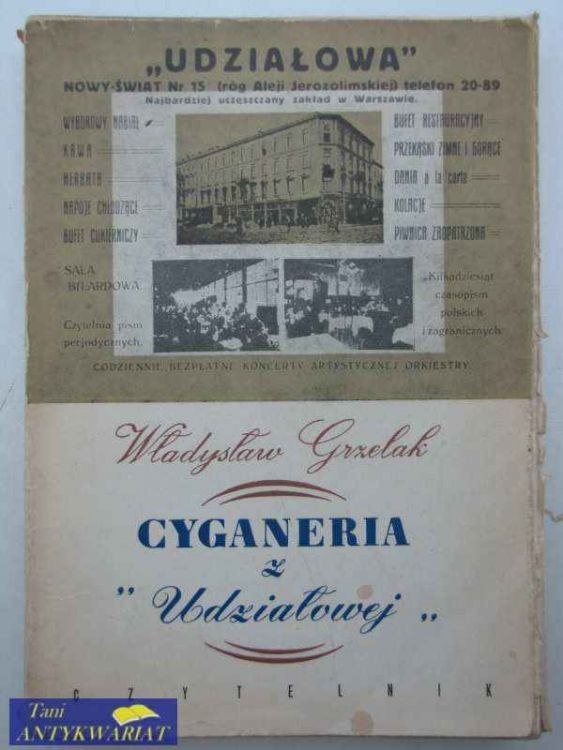 „UDZIAŁOWA"
NOWY-ŚWIAT Nr 15 (róg Aleji Jerozolimskiej) telefon 20-89
Najbardziej uczęszczany zakład w Warszawie.
WYBOROWY NABIAŁ
KAWA
HERBATA
NAPOJE CHŁODZĄCE
BUFET CUKIERNICZY
BUFET RESTAURACYJNY
PRZEKĄSKI ZIMNE I GORĄCE
DANIA a la carte
KOLACJE
PIWNICA ZAOPATRZONA
SALA
BILARDOWA.
Czytelnia pism
perjodycznych.
Kilkadziesiąt
czasopism
polskich
i zagranicznych.
CODZIENNIE BEZPŁATNE KONCERTY ARTYSTYCZNEJ ORKIESTRY.
Władysław Grzelak
CYGANERIA
z
" Udziałowej „
CZYTELNIK
Tani
ANTYKWARIAT